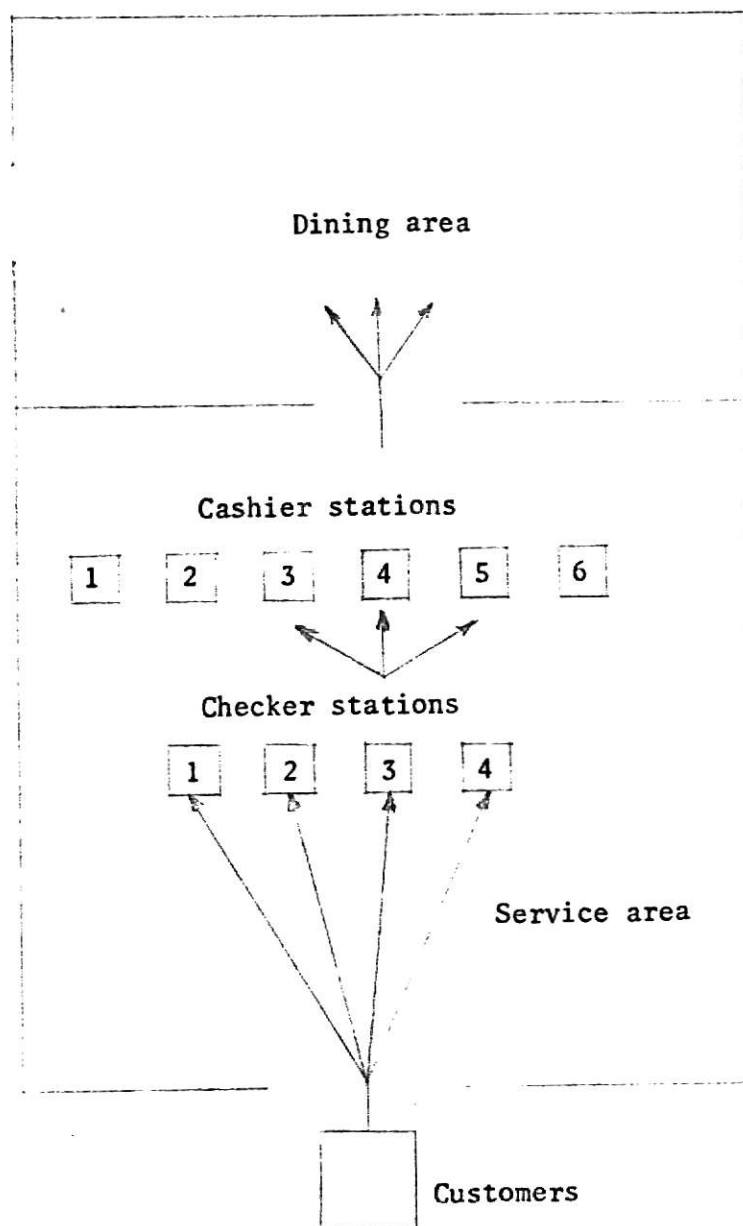 Dining area
Cashier stations
1 2 3 4 5 6
Checker stations
1 2 3 4
Service area
Customers